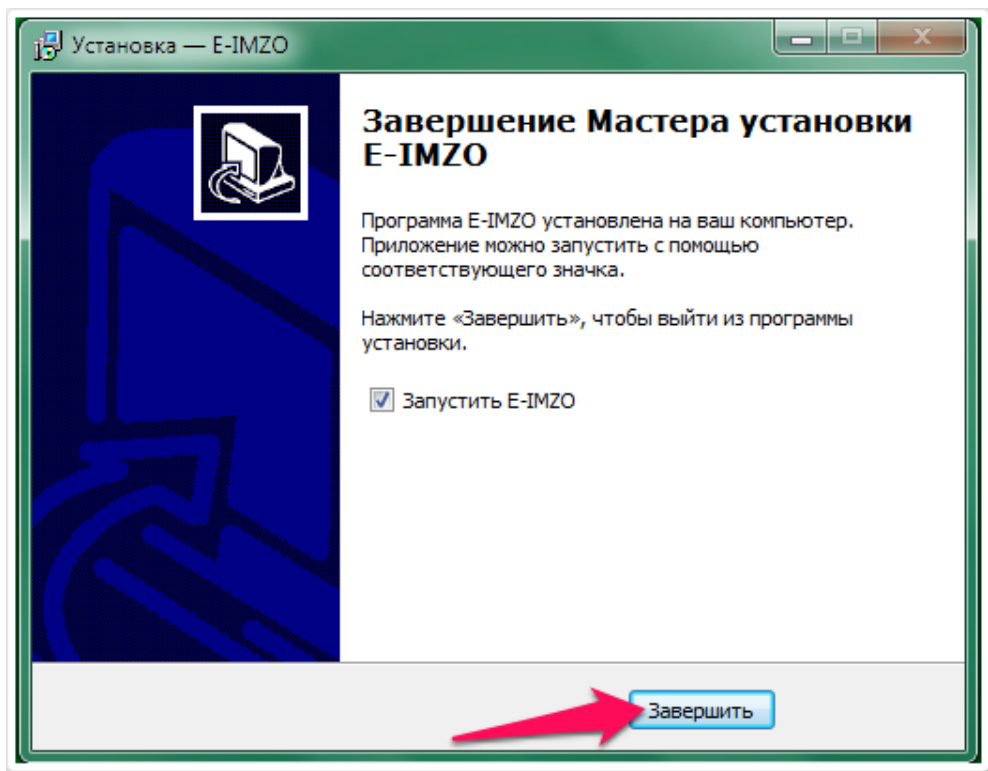 Установка — E-IMZO
Завершение Мастера установки
E-IMZO
Программа E-IMZO установлена на ваш компьютер.
Приложение можно запустить с помощью
соответствующего значка.
Нажмите «Завершить», чтобы выйти из программы
установки.
Запустить E-IMZO
Завершить